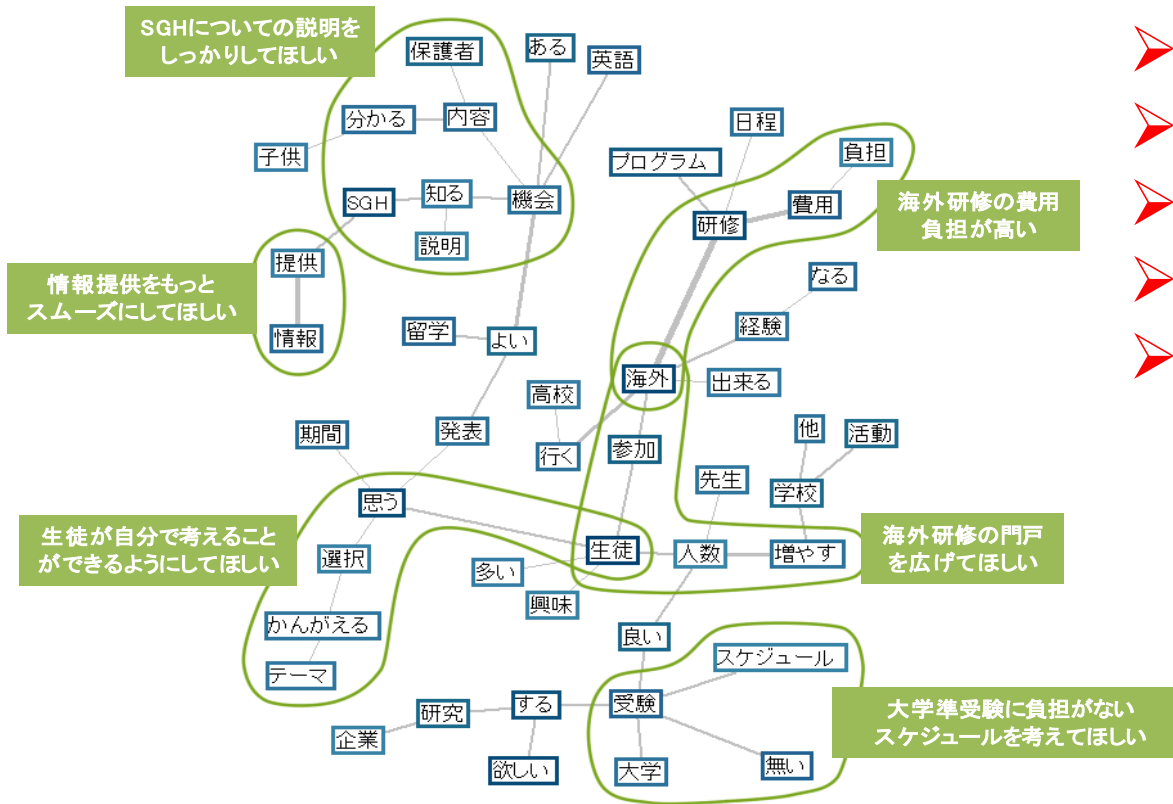 SGHについての説明を
しっかりしてほしい
保護者
ある
英語
分かる
内容
子供
日程
プログラム
負担
SGH
知る
機会
費用
研修
海外研修の費用
負担が高い
説明
提供
情報提供をもっと
スムーズにしてほしい
情報
留学
よい
なる
経験
海外
出来る
高校
行く
参加
期間
発表
他
活動
先生
学校
思う
生徒が自分で考えること
ができるようにしてほしい
選択
生徒
人数
増やす
海外研修の門戸
を広げてほしい
多い
興味
かんがえる
テーマ
良い
スケジュール
企業
研究
する
受験
大学準受験に負担がない
スケジュールを考えてほしい
欲しい
大学
無い